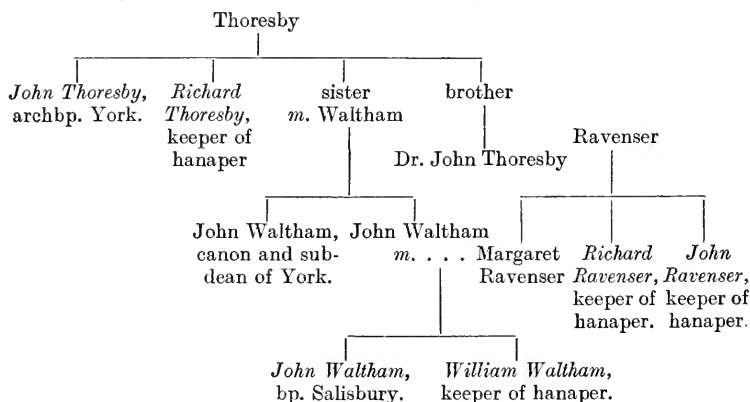 Thoresby
John Thoresby,
archbp. York.
Richard
Thoresby,
keeper of
hanaper
sister
m. Waltham
brother
Dr. John Thoresby
Ravenser
John Waltham,
canon and sub-
dean of York.
John Waltham
m. . . .
Margaret
Ravenser
Richard
Ravenser,
keeper of
hanaper.
John
Ravenser,
keeper of
hanaper.
John Waltham,
bp. Salisbury.
William Waltham,
keeper of hanaper.